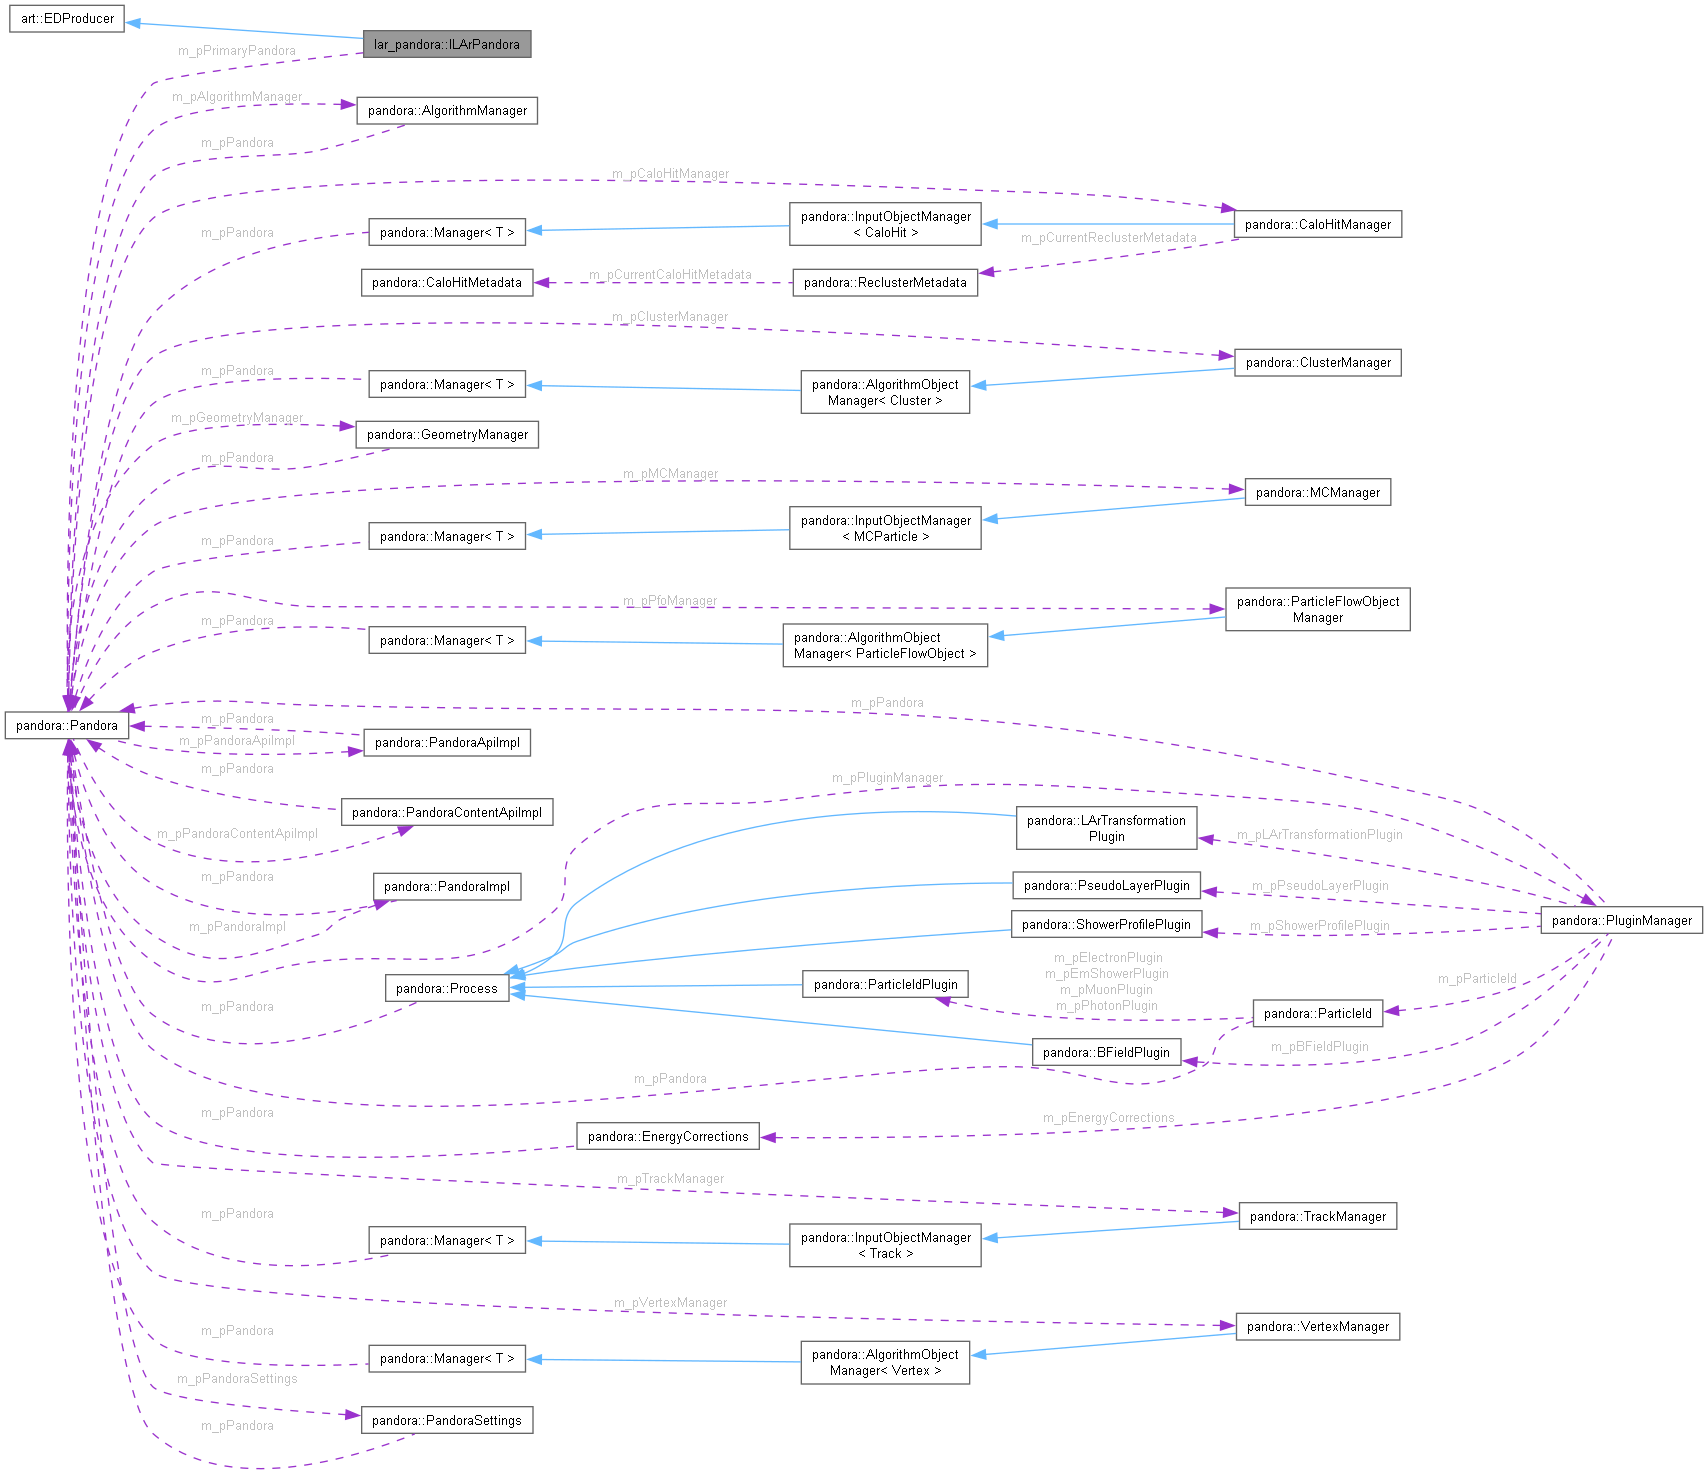 art::EDProducer
lar_pandora::ILArPandora
m_pPrimaryPandora
m_pAlgorithmManager
pandora::AlgorithmManager
m_pPandora
m_pCaloHitManager
pandora::InputObjectManager
< CaloHit >
pandora::CaloHitManager
m_pPandora
pandora::Manager< T >
m_pCurrentReclusterMetadata
pandora::CaloHitMetadata
m_pCurrentCaloHitMetadata
pandora::ReclusterMetadata
m_pClusterManager
pandora::ClusterManager
m_pPandora
pandora::Manager< T >
pandora::AlgorithmObject
Manager< Cluster >
m_pGeometryManager
pandora::GeometryManager
m_pPandora
m_pMCManager
pandora::MCManager
pandora::InputObjectManager
< MCParticle >
pandora::Manager< T >
m_pPandora
m_pPfoManager
pandora::ParticleFlowObject
Manager
m_pPandora
pandora::Manager< T >
pandora::AlgorithmObject
Manager< ParticleFlowObject >
m_pPandora
pandora::Pandora
m_pPandora
m_pPandoraApiImpl
pandora::PandoraApiImpl
m_pPandora
m_pPluginManager
m_pPandoraContentApiImpl
pandora::PandoraContentApiImpl
pandora::LArTransformation
Plugin
m_pLArTransformationPlugin
m_pPandora
pandora::PandoraImpl
pandora::PseudoLayerPlugin
m_pPseudoLayerPlugin
m_pPandoraImpl
pandora::ShowerProfilePlugin
m_pShowerProfilePlugin
pandora::PluginManager
m_pElectronPlugin
m_pEmShowerPlugin
m_pMuonPlugin
m_pPhotonPlugin
pandora::Process
pandora::ParticleIdPlugin
m_pParticleId
m_pPandora
pandora::ParticleId
pandora::BFieldPlugin
m_pBFieldPlugin
m_pPandora
m_pPandora
pandora::EnergyCorrections
m_pEnergyCorrections
m_pTrackManager
m_pPandora
pandora::TrackManager
pandora::Manager< T >
pandora::InputObjectManager
< Track >
m_pVertexManager
m_pPandora
pandora::VertexManager
pandora::Manager< T >
pandora::AlgorithmObject
Manager< Vertex >
m_pPandoraSettings
pandora::PandoraSettings
m_pPandora